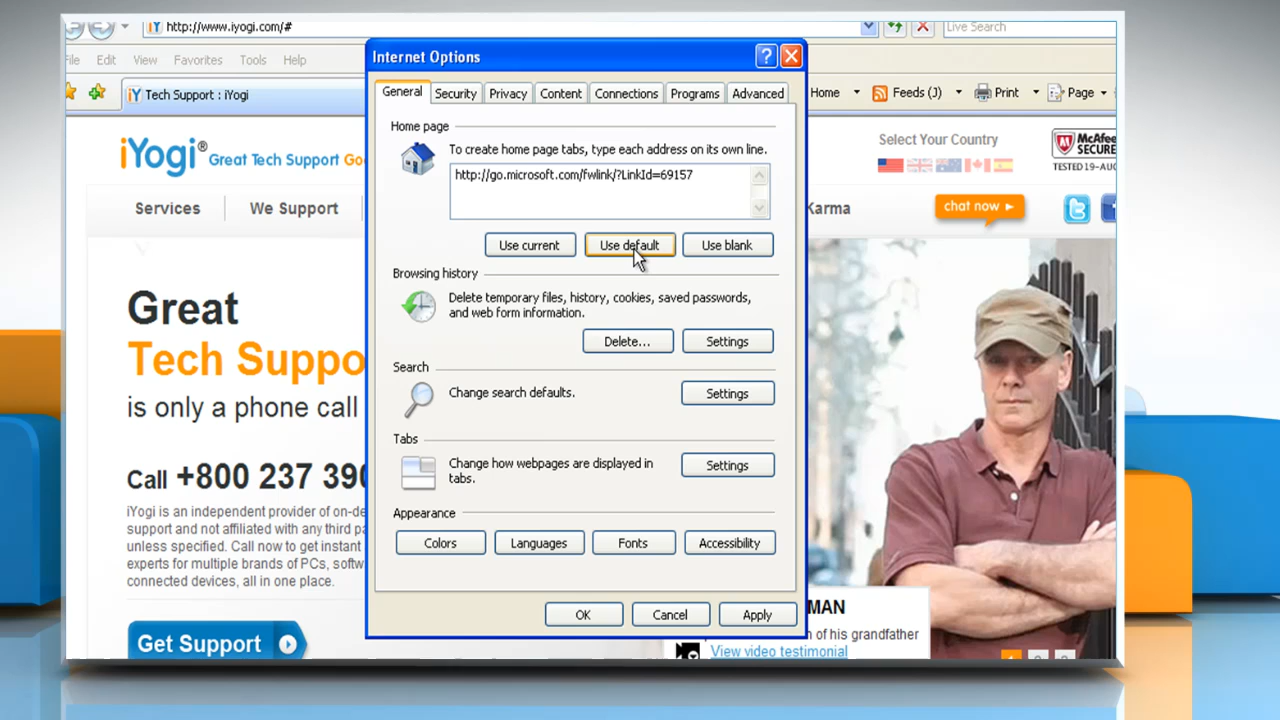 http://www.iyogi.com/#
Live Search
File Edit View Favorites Tools Help
Tech Support : iYogi
Home Feeds (J) Print Page
Internet Options
General Security Privacy Content Connections Programs Advanced
Home page
To create home page tabs, type each address on its own line.
http://go.microsoft.com/fwlink/?LinkId=69157
Use current Use default Use blank
Browsing history
Delete temporary files, history, cookies, saved passwords,
and web form information.
Delete... Settings
Search
Change search defaults.
Settings
Tabs
Change how webpages are displayed in
tabs.
Settings
Appearance
Colors Languages Fonts Accessibility
OK Cancel Apply
iYogi® Great Tech Support
Select Your Country
McAfee
SECURE
TESTED 19-AUG
Services We Support
Karma
chat now
Great
Tech Suppo
is only a phone call
Call +800 237 390
iYogi is an independent provider of on-de
support and not affiliated with any third pa
unless specified. Call now to get instant
experts for multiple brands of PCs, softw
connected devices, all in one place.
Get Support
MAN
n of his grandfather
View video testimonial